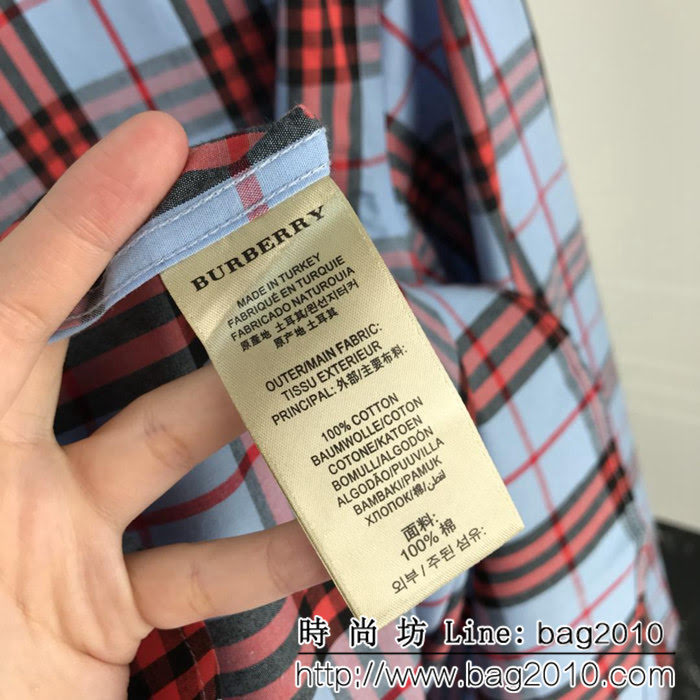 BURBERRY
MADE IN TURKEY
FABRIQUÉ EN TURQUIE
FABRICADO NATUROUIA
原産地 土耳其/원산지터키
原产地 土耳其
OUTER/MAIN FABRIC:
TISSU EXTERIEUR
PRINCIPAL: 外部/主要布料:
100% COTTON
BAUMWOLLE/COTON
COTONE/KATOEN
BOMULL/ALGODÓN
ALGODÃO/PUUVILLA
BAMBAKI/PAMUK
ХЛОПОК/棉/قطن
面料:
100% 棉
외부 / 주된 섬유:
時尚坊 Line: bag2010
http://www.bag2010.com